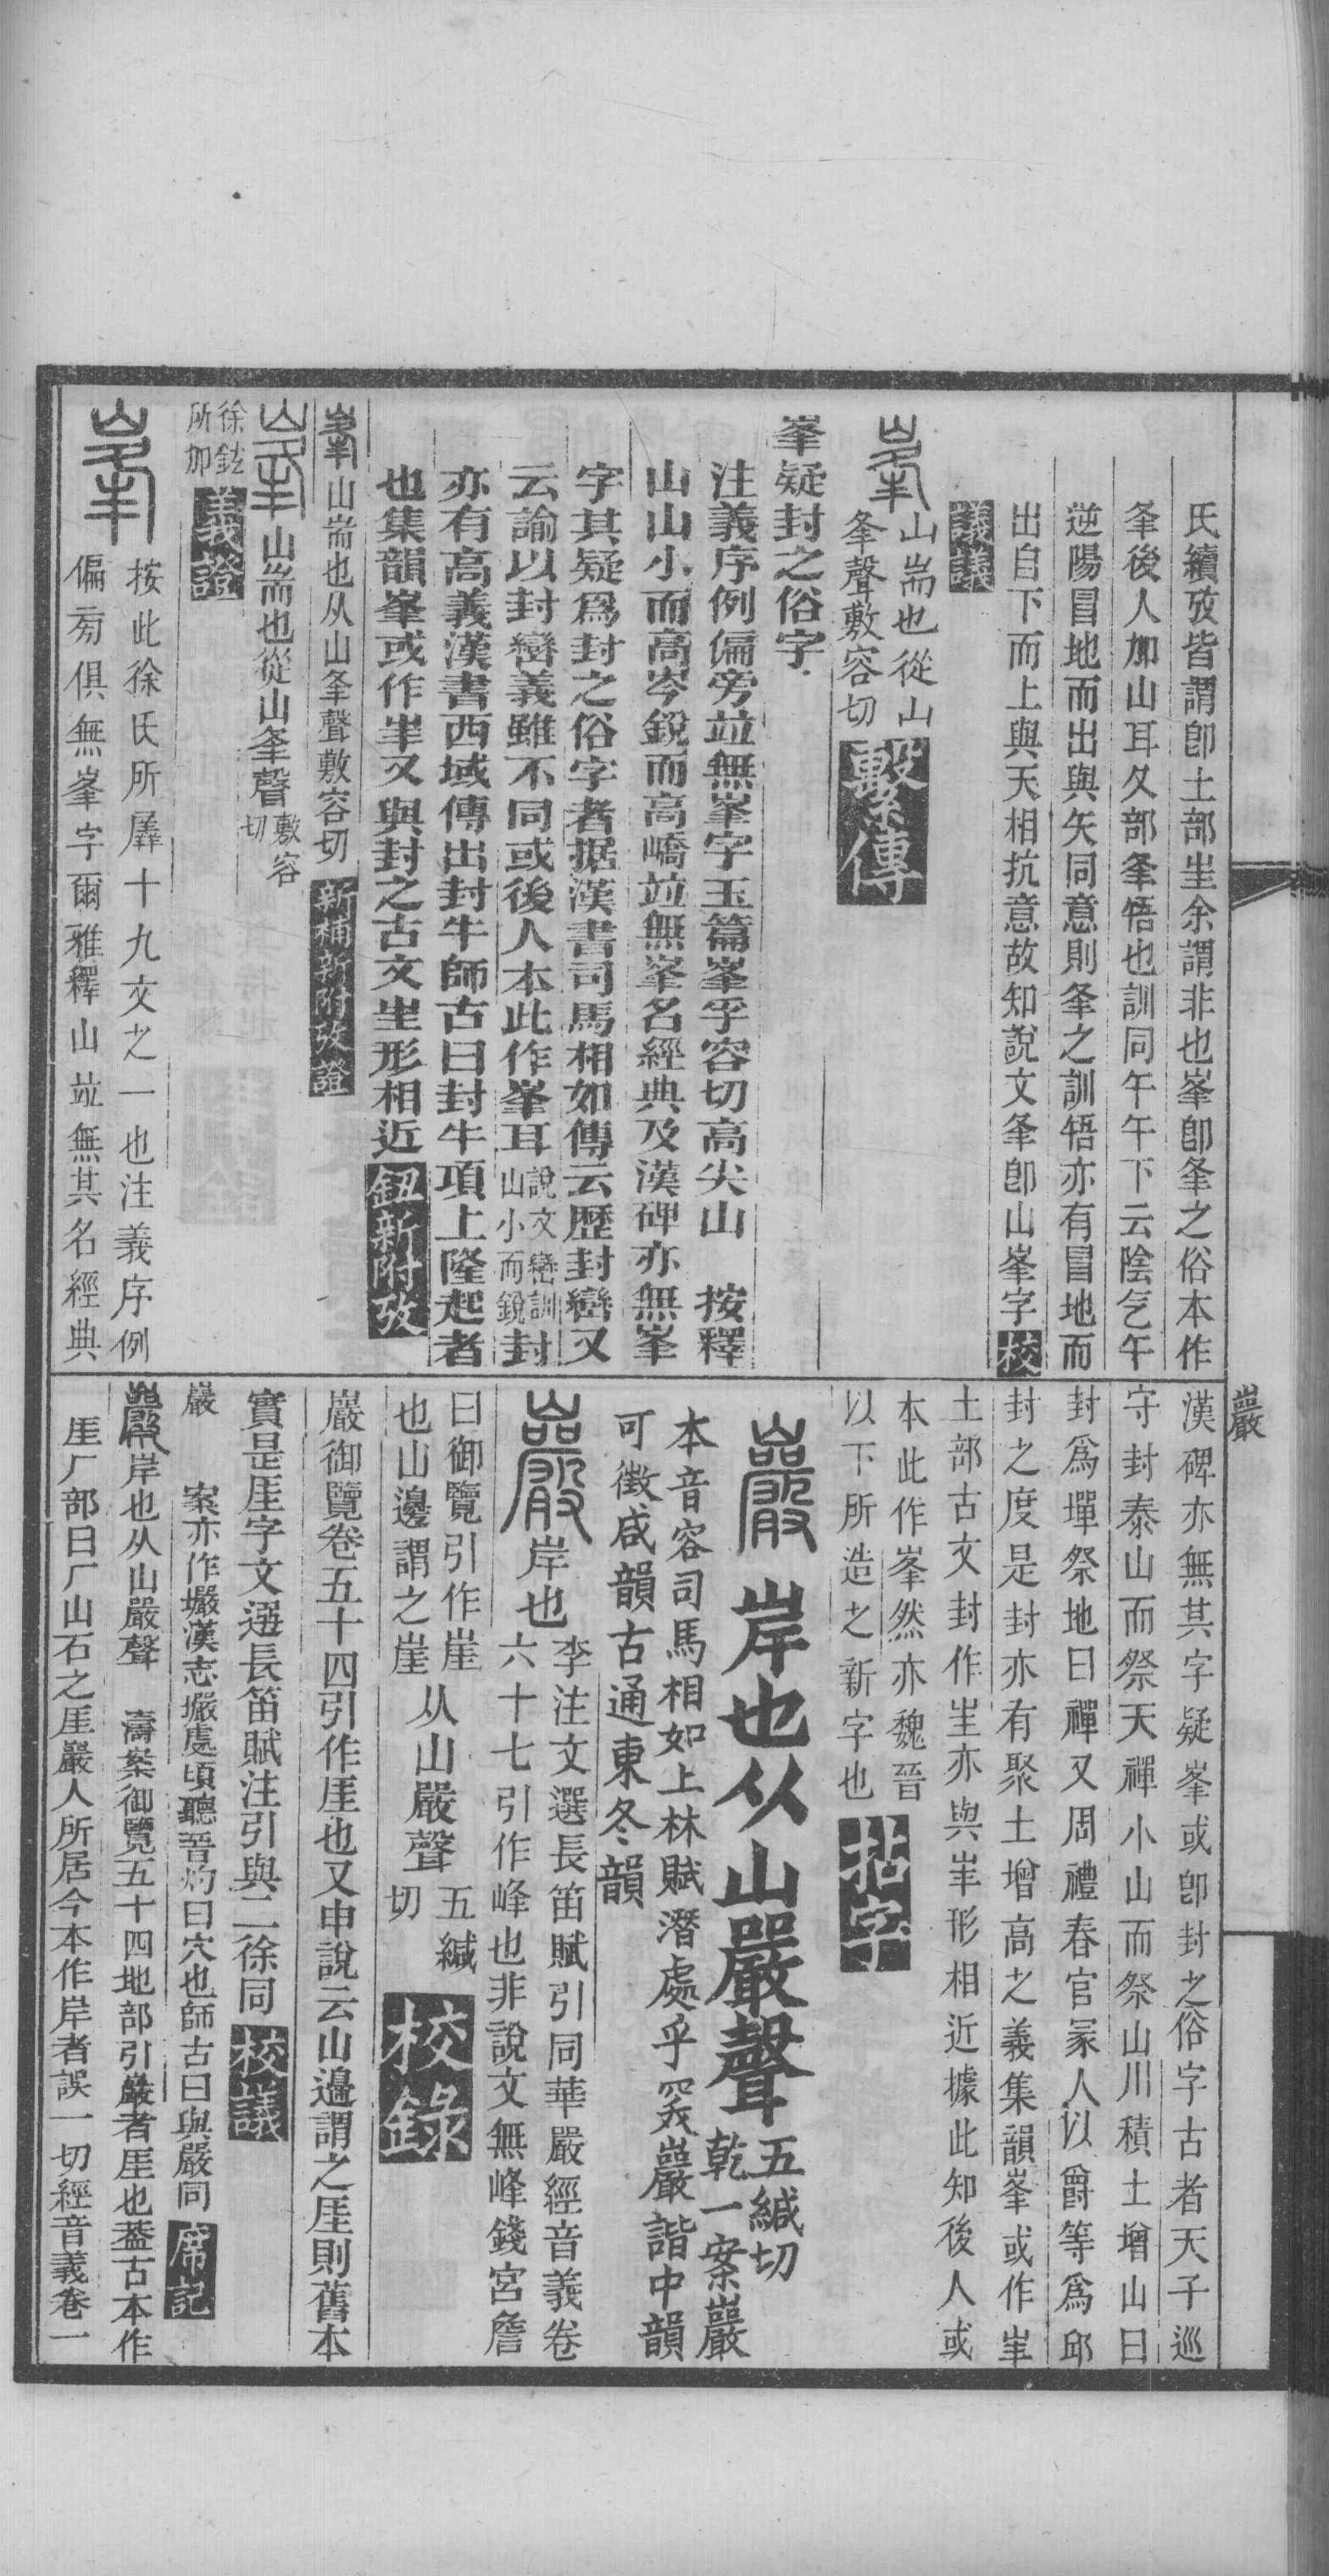 氏續攷皆謂卽土部𡉚余謂非也峯卽夆之俗本作
夆後人加山耳夂部夆啎也訓同午午下云陰气午
逆陽冒地而出與矢同意則夆之訓啎亦有冒地而
出自下而上與天相抗意故知說文夆卽山峯字校
議議
山耑也從山
夆聲敷容切
繫傳
峯疑封之俗字
注義序例偏旁竝無峯字玉篇峯孚容切高尖山　按釋
山山小而高岑銳而高嶠竝無峯名經典及漢碑亦無峯
字其疑爲封之俗字者据漢書司馬相如傳云歷封巒又
云諭以封巒義雖不同或後人本此作峯耳說文巒訓山小而銳封
亦有高義漢書西域傳出封牛師古曰封牛項上隆起者
也集韻峯或作峷又與封之古文𡉚形相近鈕新附攷
峯山耑也从山夆聲敷容切新補新附攷證
峯山耑也從山夆聲敷容切
徐鉉所加義證
峯按此徐氏所羼十九文之一也注義序例
偏旁俱無峯字爾雅釋山竝無其名經典
巖
漢碑亦無其字疑峯或卽封之俗字古者天子巡
守封泰山而祭天禪小山而祭山川積土增山曰
封爲墠祭地曰禪又周禮春官冢人以爵等爲邱
封之度是封亦有聚土增高之義集韻峯或作峷
土部古文封作𡉚亦與峷形相近據此知後人或
本此作峯然亦魏晉
以下所造之新字也
拈字
巖岸也从山嚴聲五緘切
乾一案巖
本音容司馬相如上林賦潛處乎深巖諧中韻
可徵咸韻古通東冬韻
巖岸也李注文選長笛賦引同華嚴經音義卷
六十七引作峰也非說文無峰錢宮詹
曰御覽引作崖
也山邊謂之崖
从山嚴聲五緘切校錄
巖御覽卷五十四引作厓也又申說云山邊謂之厓則舊本
實是厓字文選長笛賦注引與二徐同校議
巖　案亦作壧漢志壧處頃聽晉灼曰穴也師古曰與巖同席記
巖岸也从山嚴聲　濤案御覽五十四地部引巖者厓也葢古本作
厓厂部曰厂山石之厓巖人所居今本作岸者誤一切經音義卷一